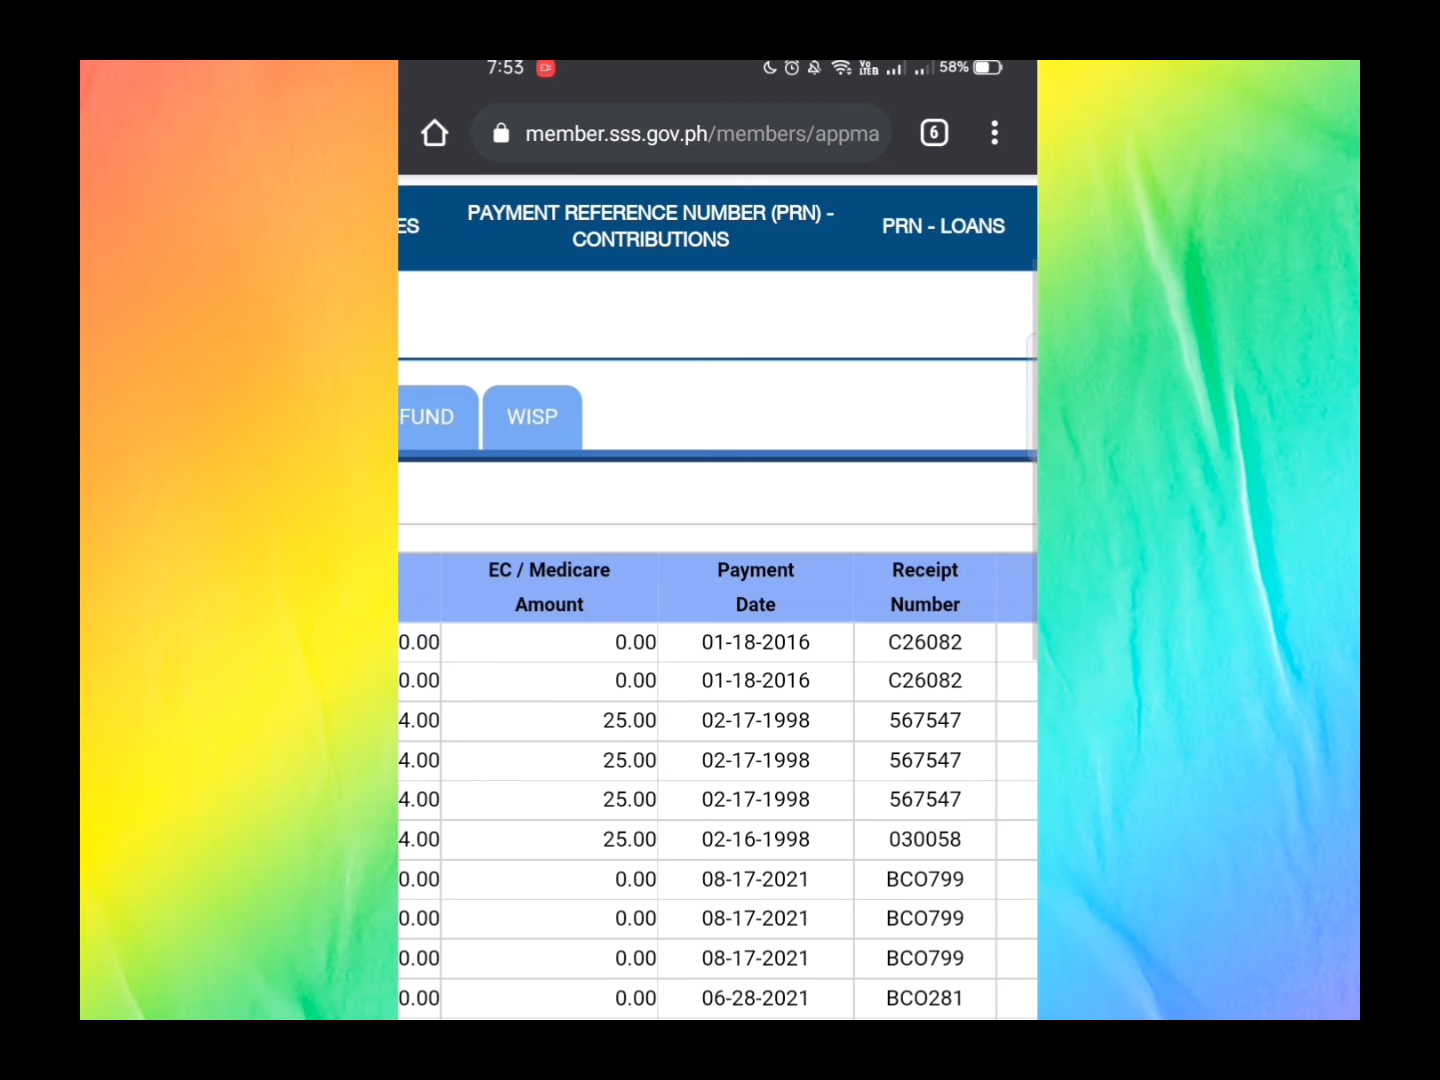 7:53 Vo LTE 58%
member.sss.gov.ph/members/appma 6
ES PAYMENT REFERENCE NUMBER (PRN) - CONTRIBUTIONS PRN - LOANS
FUND WISP
EC / Medicare Amount Payment Date Receipt Number
0.00 0.00 01-18-2016 C26082
0.00 0.00 01-18-2016 C26082
4.00 25.00 02-17-1998 567547
4.00 25.00 02-17-1998 567547
4.00 25.00 02-17-1998 567547
4.00 25.00 02-16-1998 030058
0.00 0.00 08-17-2021 BCO799
0.00 0.00 08-17-2021 BCO799
0.00 0.00 08-17-2021 BCO799
0.00 0.00 06-28-2021 BCO281